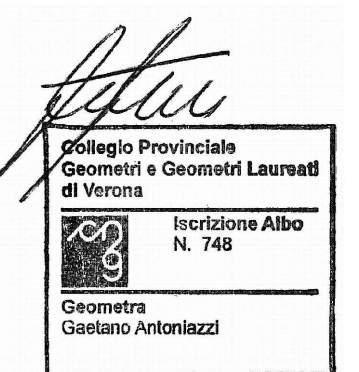 Collegio Provinciale
Geometri e Geometri Laureati
di Verona
Iscrizione Albo
N. 748
Geometra
Gaetano Antoniazzi